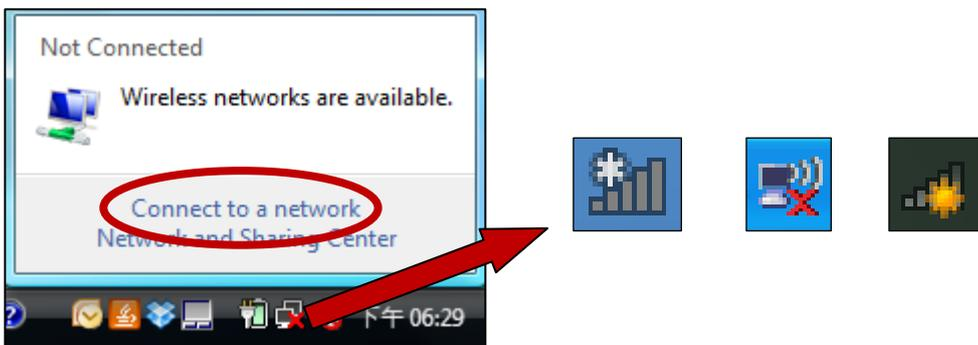 Not Connected
Wireless networks are available.
Connect to a network
Network and Sharing Center
下午 06:29